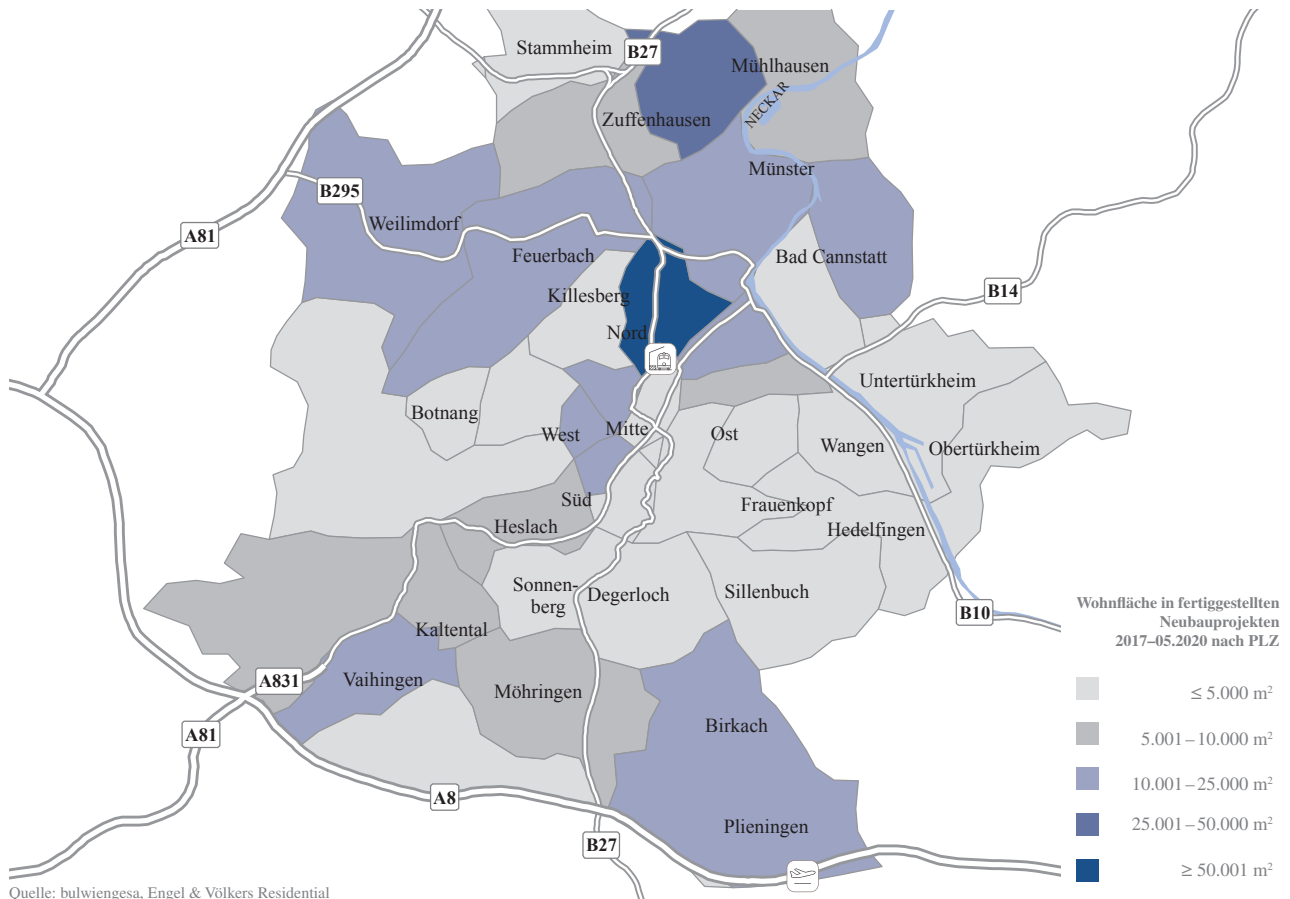 Stammheim
B27
Mühlhausen
NECKAR
Zuffenhausen
Münster
B295
Weilimdorf
A81
Feuerbach
Bad Cannstatt
Killesberg
B14
Nord
Untertürkheim
Botnang
West
Mitte
Ost
Wangen
Obertürkheim
Süd
Frauenkopf
Heslach
Hedelfingen
Sonnen-
berg
Degerloch
Sillenbuch
B10
Kaltental
A831
Vaihingen
Möhringen
A81
Birkach
A8
Plieningen
B27
Wohnfläche in fertiggestellten
Neubauprojekten
2017–05.2020 nach PLZ
≤ 5.000 m²
5.001 – 10.000 m²
10.001 – 25.000 m²
25.001 – 50.000 m²
≥ 50.001 m²
Quelle: bulwiengesa, Engel & Völkers Residential